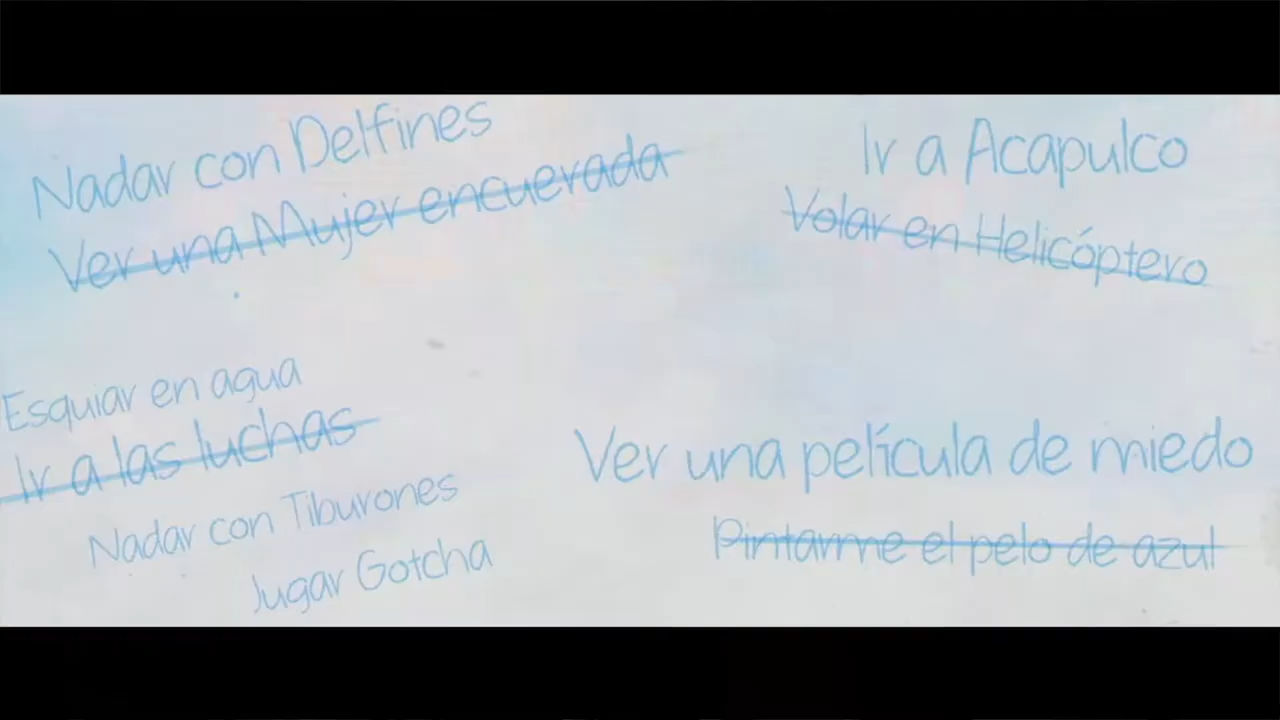 Nadar con Delfines
Ver una Mujer encuerada
Ir a Acapulco
Volar en Helicóptero
Esquiar en agua
Ir a las luchas
Nadar con Tiburones
Jugar Gotcha
Ver una película de miedo
Pintarme el pelo de azul